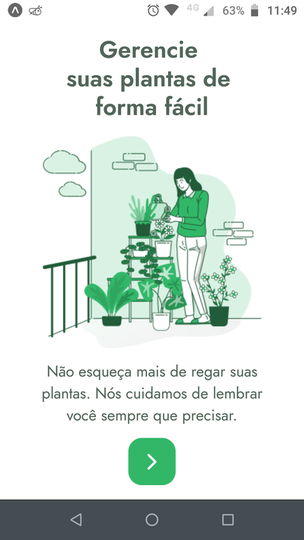 4G 63% 11:49
Gerencie
suas plantas de
forma fácil
Não esqueça mais de regar suas
plantas. Nós cuidamos de lembrar
você sempre que precisar.